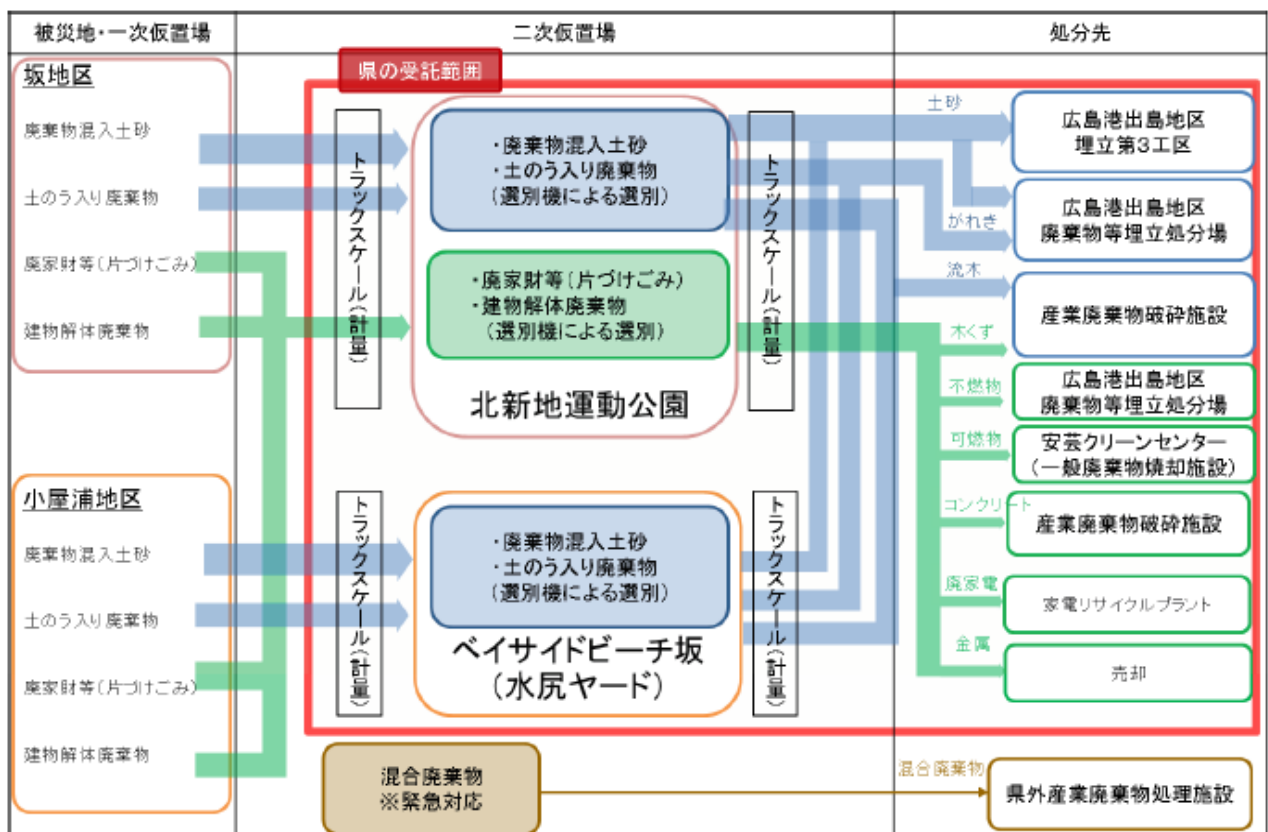 被災地・一次仮置場
二次仮置場
処分先
坂地区
廃棄物混入土砂
土のう入り廃棄物
廃家財等(片づけごみ)
建物解体廃棄物
小屋浦地区
廃棄物混入土砂
土のう入り廃棄物
廃家財等(片づけごみ)
建物解体廃棄物
県の受託範囲
トラックスケール(計量)
・廃棄物混入土砂
・土のう入り廃棄物
(選別機による選別)
・廃家財等(片づけごみ)
・建物解体廃棄物
(選別機による選別)
北新地運動公園
トラックスケール(計量)
トラックスケール(計量)
・廃棄物混入土砂
・土のう入り廃棄物
(選別機による選別)
ベイサイドビーチ坂
(水尻ヤード)
トラックスケール(計量)
混合廃棄物
※緊急対応
土砂
広島港出島地区
埋立第3工区
がれき
広島港出島地区
廃棄物等埋立処分場
流木
産業廃棄物破砕施設
木くず
不燃物
広島港出島地区
廃棄物等埋立処分場
可燃物
安芸クリーンセンター
(一般廃棄物焼却施設)
コンクリート
産業廃棄物破砕施設
廃家電
家電リサイクルプラント
金属
売却
混合廃棄物
県外産業廃棄物処理施設